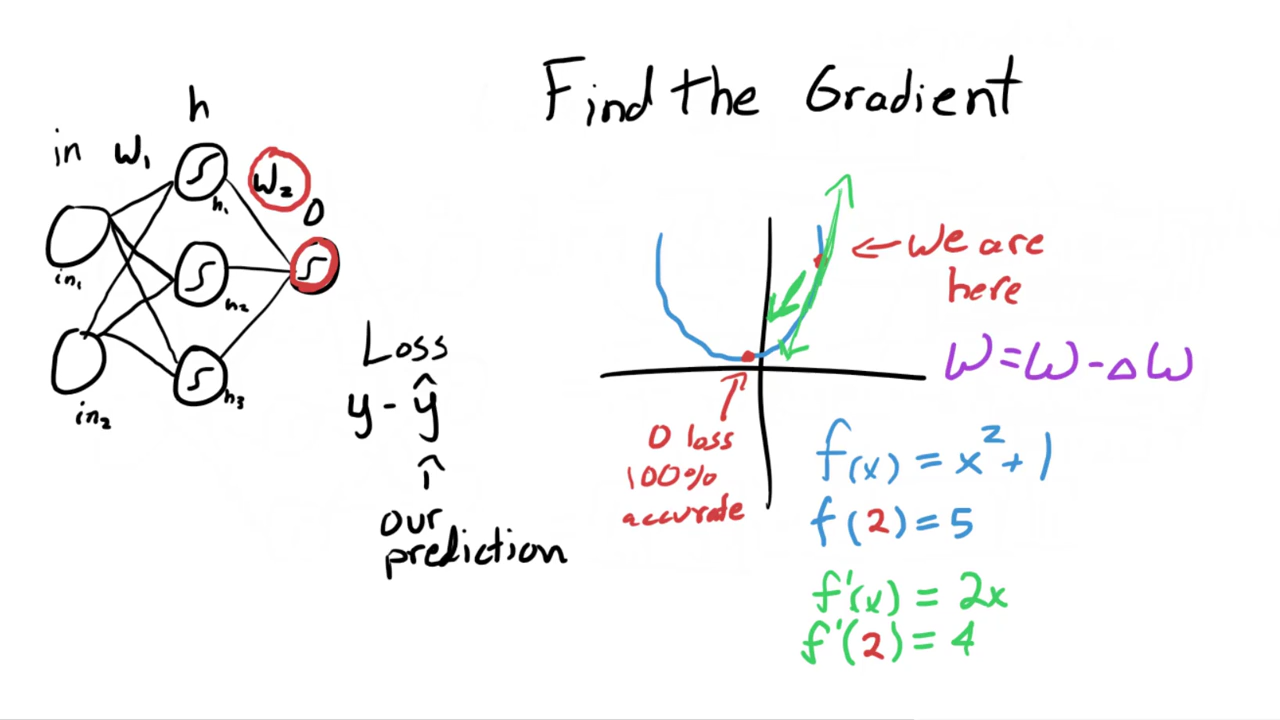 Find the Gradient
h
in W₁
W₂
O
h₁
in₁
h₂
in₂
h₃
Loss
y - ŷ
↑
our
prediction
← we are
here
W = W - ΔW
0 loss
100%
accurate
f(x) = x² + 1
f(2) = 5
f'(x) = 2x
f'(2) = 4